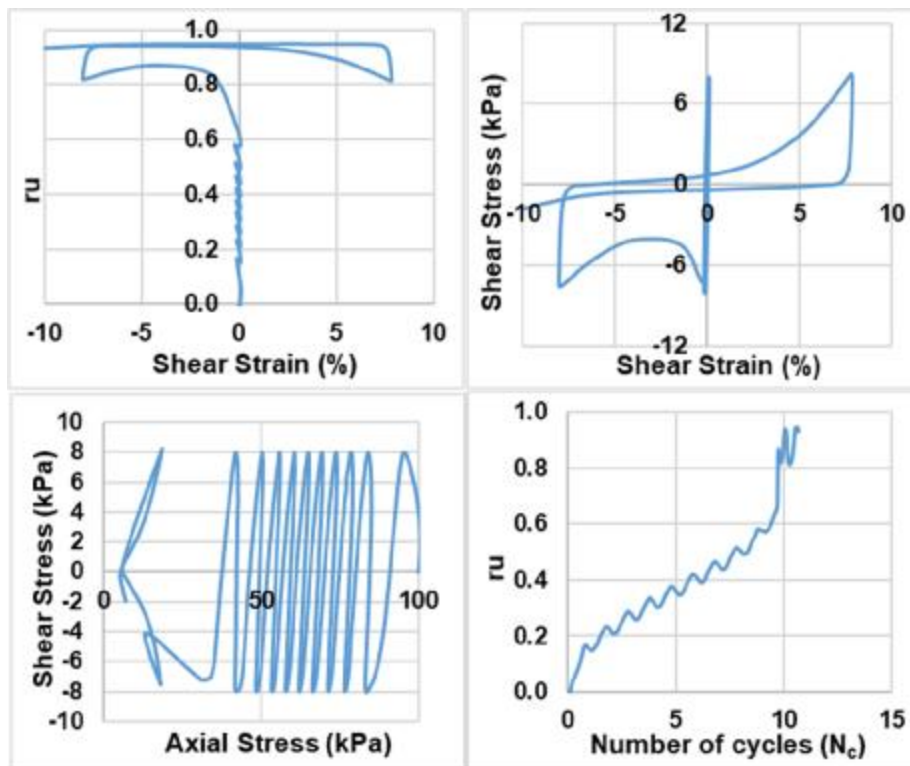 1.0
0.8
0.6
0.4
0.2
0.0
ru
-10 -5 0 5 10
Shear Strain (%)
12
6
0
-6
-12
Shear Stress (kPa)
-10 -5 0 5 10
Shear Strain (%)
10
8
6
4
2
0
-2
-4
-6
-8
-10
Shear Stress (kPa)
0 50 100
Axial Stress (kPa)
1.0
0.8
0.6
0.4
0.2
0.0
ru
0 5 10 15
Number of cycles (Nc)